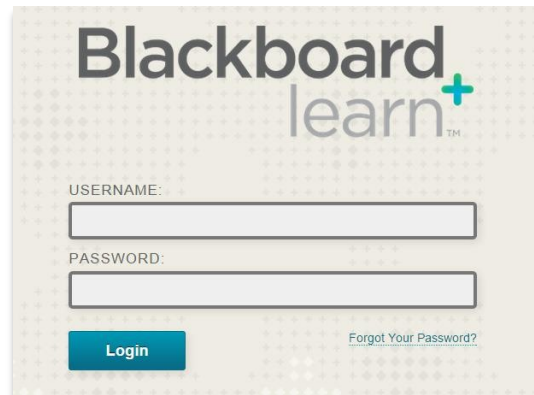 Blackboard
learn+™
USERNAME:
PASSWORD:
Login
Forgot Your Password?